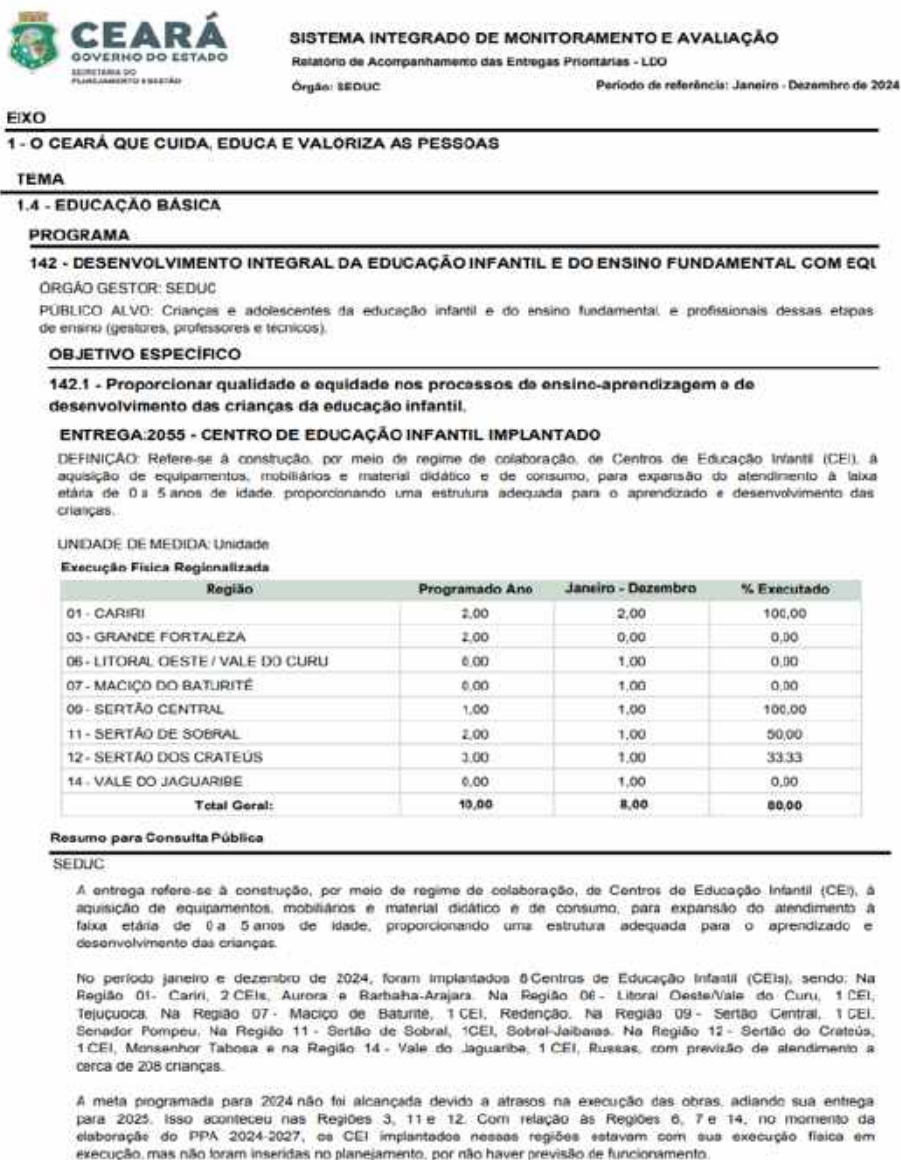 CEARÁ
GOVERNO DO ESTADO
SECRETARIA DO
PLANEJAMENTO E GESTÃO
SISTEMA INTEGRADO DE MONITORAMENTO E AVALIAÇÃO
Relatório de Acompanhamento das Entregas Prioritárias - LDO
Órgão: SEDUC Período de referência: Janeiro - Dezembro de 2024
EIXO
1 - O CEARÁ QUE CUIDA, EDUCA E VALORIZA AS PESSOAS
TEMA
1.4 - EDUCAÇÃO BÁSICA
PROGRAMA
142 - DESENVOLVIMENTO INTEGRAL DA EDUCAÇÃO INFANTIL E DO ENSINO FUNDAMENTAL COM EQU
ÓRGÃO GESTOR: SEDUC
PÚBLICO ALVO: Crianças e adolescentes da educação infantil e do ensino fundamental, e profissionais dessas etapas
de ensino (gestores, professores e técnicos).
OBJETIVO ESPECÍFICO
142.1 - Proporcionar qualidade e equidade nos processos de ensino-aprendizagem e de
desenvolvimento das crianças da educação infantil.
ENTREGA:2055 - CENTRO DE EDUCAÇÃO INFANTIL IMPLANTADO
DEFINIÇÃO: Refere-se à construção, por meio de regime de colaboração, de Centros de Educação Infantil (CEI), à
aquisição de equipamentos, mobiliários e material didático e de consumo, para expansão do atendimento à faixa
etária de 0 a 5 anos de idade, proporcionando uma estrutura adequada para o aprendizado e desenvolvimento das
crianças.
UNIDADE DE MEDIDA: Unidade
Execução Física Regionalizada
Região Programado Ano Janeiro - Dezembro % Executado
01 - CARIRI 2,00 2,00 100,00
03 - GRANDE FORTALEZA 2,00 0,00 0,00
06 - LITORAL OESTE / VALE DO CURU 0,00 1,00 0,00
07 - MACIÇO DO BATURITÉ 0,00 1,00 0,00
09 - SERTÃO CENTRAL 1,00 1,00 100,00
11 - SERTÃO DE SOBRAL 2,00 1,00 50,00
12 - SERTÃO DOS CRATEÚS 3,00 1,00 33,33
14 - VALE DO JAGUARIBE 0,00 1,00 0,00
Total Geral: 10,00 8,00 80,00
Resumo para Consulta Pública
SEDUC
A entrega refere-se à construção, por meio de regime de colaboração, de Centros de Educação Infantil (CEI), à
aquisição de equipamentos, mobiliários e material didático e de consumo, para expansão do atendimento à
faixa etária de 0 a 5 anos de idade, proporcionando uma estrutura adequada para o aprendizado e
desenvolvimento das crianças.
No período janeiro e dezembro de 2024, foram implantados 8 Centros de Educação Infantil (CEIs), sendo: Na
Região 01- Cariri, 2 CEIs, Aurora e Barbalha-Arajara. Na Região 06 - Litoral Oeste/Vale do Curu, 1 CEI,
Tejuçuoca. Na Região 07 - Maciço de Baturité, 1 CEI, Redenção. Na Região 09 - Sertão Central, 1 CEI,
Senador Pompeu. Na Região 11 - Sertão de Sobral, 1CEI, Sobral-Jaibaras. Na Região 12 - Sertão do Crateús,
1 CEI, Monsenhor Tabosa e na Região 14 - Vale do Jaguaribe, 1 CEI, Russas, com previsão de atendimento a
cerca de 208 crianças.
A meta programada para 2024 não foi alcançada devido a atrasos na execução das obras, adiando sua entrega
para 2025. Isso aconteceu nas Regiões 3, 11 e 12. Com relação às Regiões 6, 7 e 14, no momento da
elaboração do PPA 2024-2027, os CEI implantados nessas regiões estavam com sua execução física em
execução, mas não foram inseridas no planejamento, por não haver previsão de funcionamento.